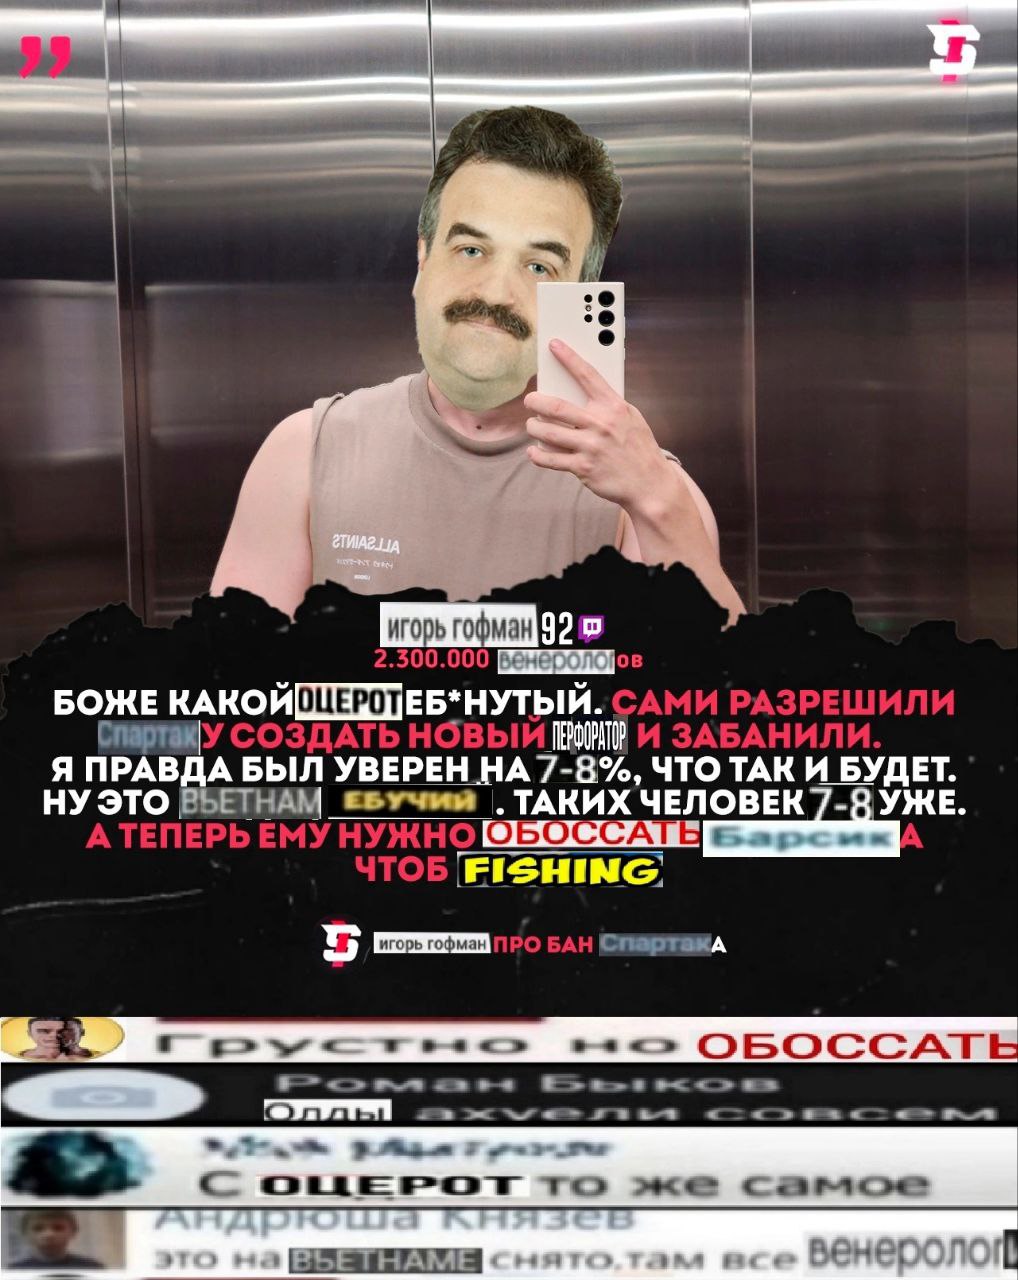 ALLSAINTS
игорь гофман 92
2.300.000 венерологов
БОЖЕ КАКОЙ ОЦЕРОТ ЕБ*НУТЫЙ. САМИ РАЗРЕШИЛИ
СпартакУ СОЗДАТЬ НОВЫЙ ПЕРФОРАТОР И ЗАБАНИЛИ.
Я ПРАВДА БЫЛ УВЕРЕН НА 7-8%, ЧТО ТАК И БУДЕТ.
НУ ЭТО ВЬЕТНАМ ЕБУЧИЙ. ТАКИХ ЧЕЛОВЕК 7-8 УЖЕ.
А ТЕПЕРЬ ЕМУ НУЖНО ОБОССАТЬ БарсикА
ЧТОБ FISHING
игорь гофман ПРО БАН СпартакА
Грустно но ОБОССАТЬ
Роман Быков
Олды ахуели совсем
С ОЦЕРОТ то же самое
Андрюша Князев
это на ВЬЕТНАМЕ снято,там все венерологи